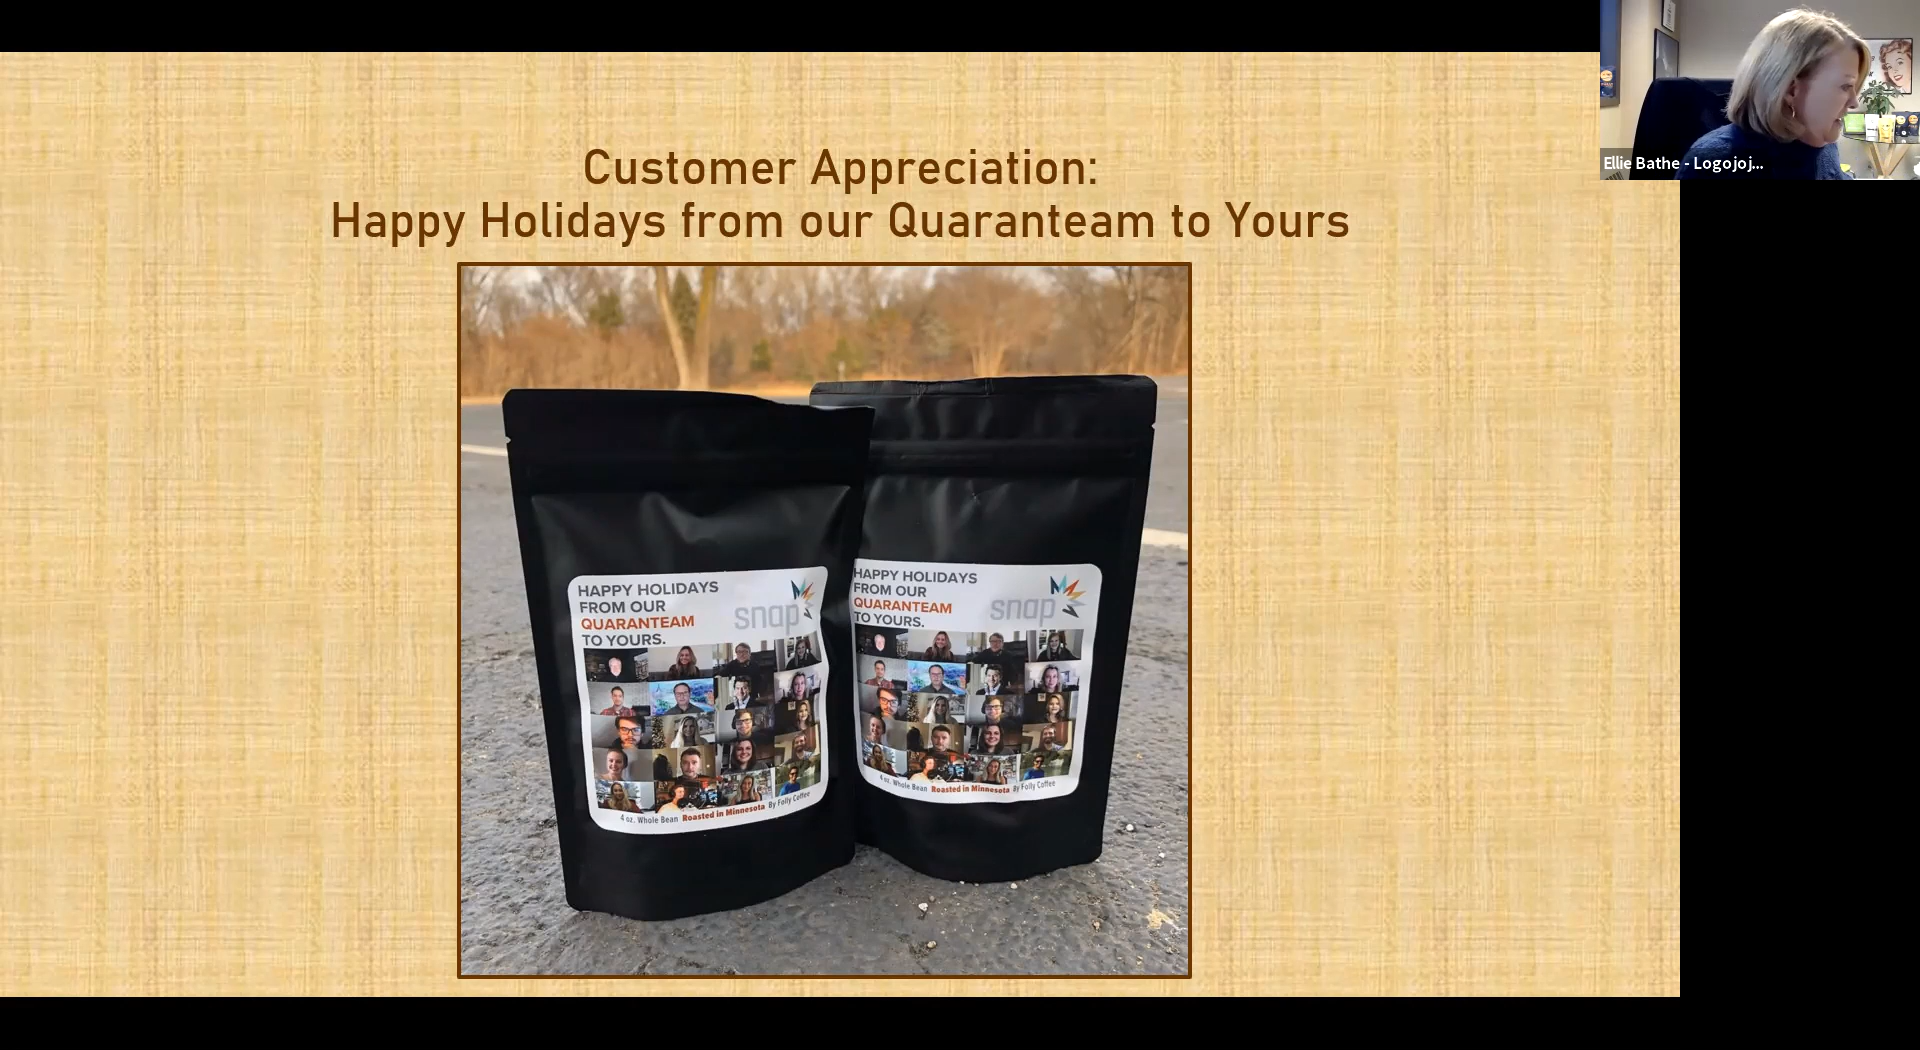 Customer Appreciation:
Happy Holidays from our Quaranteam to Yours
Ellie Bathe - Logojoj...
HAPPY HOLIDAYS
FROM OUR
QUARANTEAM
TO YOURS.
snap
4 oz. Whole Bean Roasted in Minnesota By Folly Coffee
HAPPY HOLIDAYS
FROM OUR
QUARANTEAM
TO YOURS.
snap
4 oz. Whole Bean Roasted in Minnesota By Folly Coffee